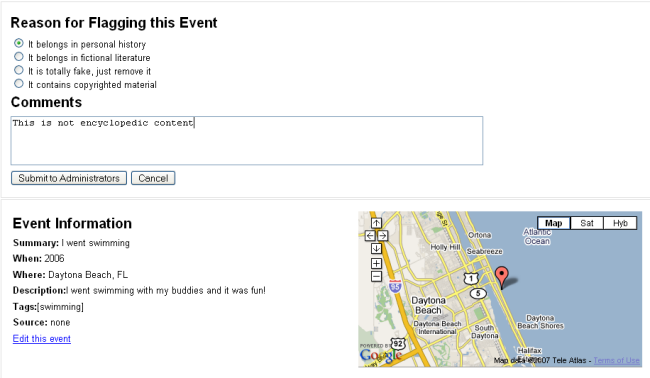 Reason for Flagging this Event
It belongs in personal history
It belongs in fictional literature
It is totally fake, just remove it
It contains copyrighted material
Comments
This is not encyclopedic content
Submit to Administrators Cancel
Event Information
Summary: I went swimming
When: 2006
Where: Daytona Beach, FL
Description:I went swimming with my buddies and it was fun!
Tags:[swimming]
Source: none
Edit this event
Map Sat Hyb
Ortona
Atlantic
Ocean
Holly Hill
Seabreeze
1
95
5
Daytona
Beach
Daytona Beach
International
92
South
Daytona
Daytona
Beach Shores
Halifax
POWERED BY
Google
Map data ©2007 Tele Atlas - Terms of Use